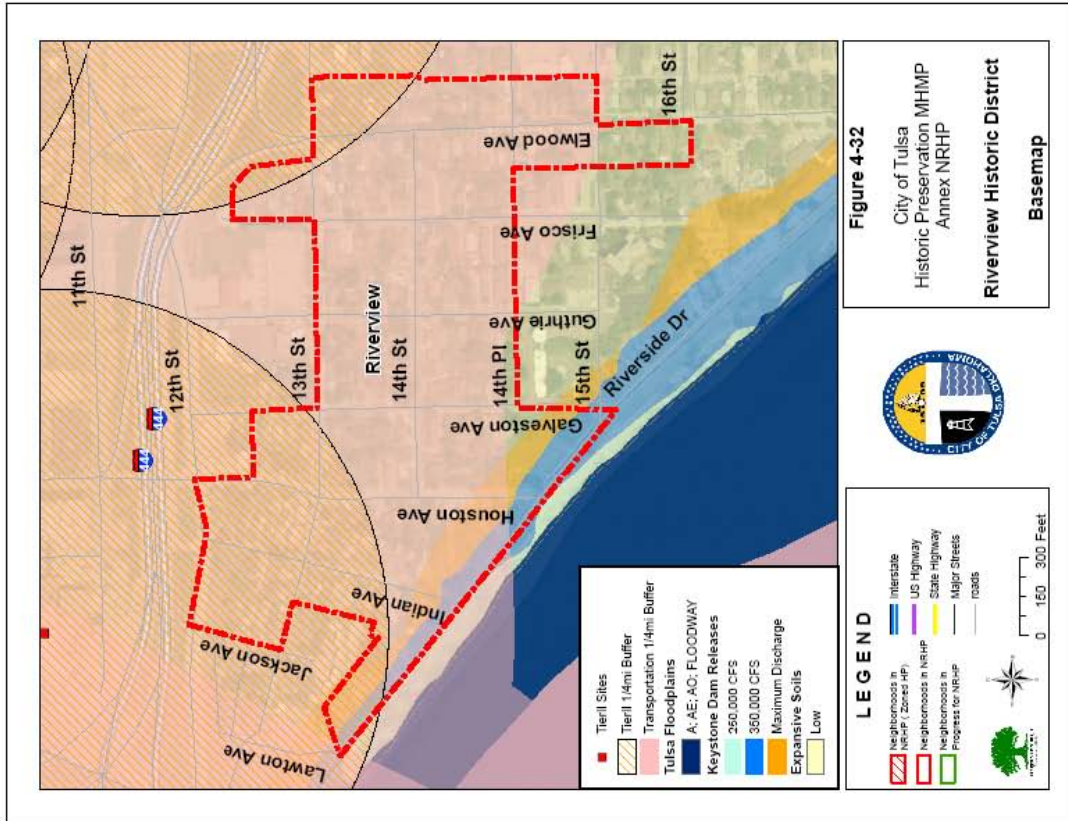 11th St
444
444
12th St
13th St
Riverview
14th St
14th Pl
15th St
16th St
Elwood Ave
Frisco Ave
Guthrie Ave
Galveston Ave
Houston Ave
Riverside Dr
Indian Ave
Jackson Ave
Lawton Ave
TierII Sites
TierII 1/4mi Buffer
Transportation 1/4mi Buffer
Tulsa Floodplains
A; AE; AO; FLOODWAY
Keystone Dam Releases
250,000 CFS
350,000 CFS
Maximum Discharge
Expansive Soils
Low
LEGEND
Neighborhoods in
NRHP ( Zoned HP)
Neighborhoods in NRHP
Neighborhoods in
Progress for NRHP
Interstate
US Highway
State Highway
Major Streets
roads
0 150 300 Feet
CITY OF TULSA OKLAHOMA
Figure 4-32
City of Tulsa
Historic Preservation MHMP
Annex NRHP
Riverview Historic District
Basemap